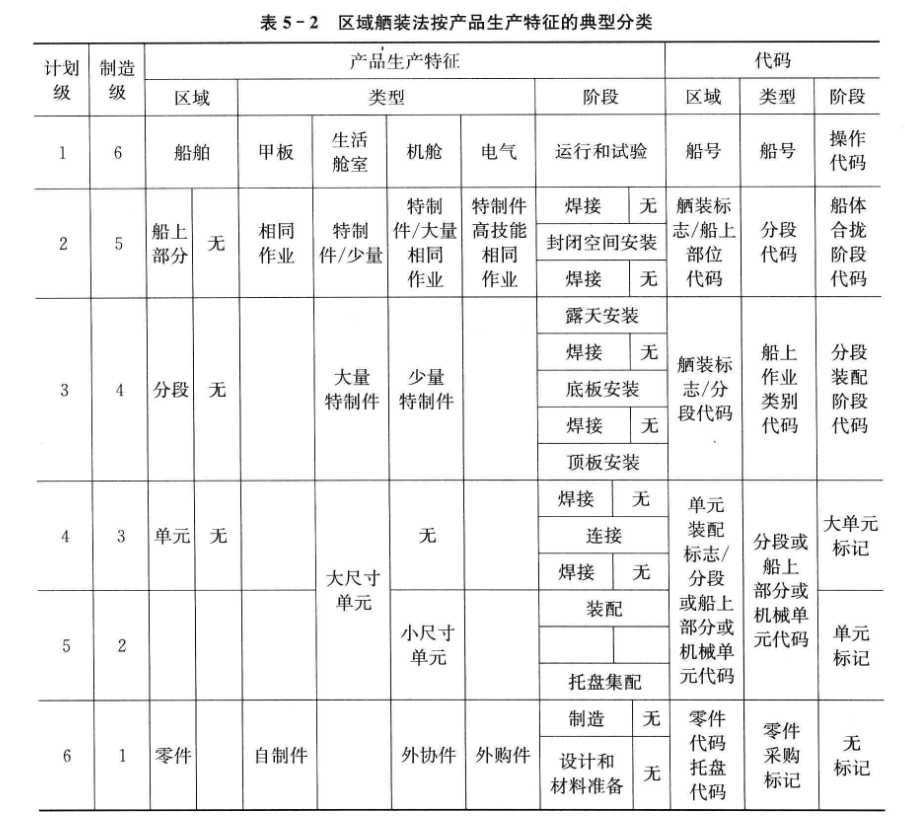 表 5-2 区域舾装法按产品生产特征的典型分类
计划级 制造级 产品生产特征 代码
区域 类型 阶段 区域 类型 阶段
1 6 船舶 甲板 生活舱室 机舱 电气 运行和试验 船号 船号 操作代码
2 5 船上部分 无 相同作业 特制件/少量 特制件/大量相同作业 特制件高技能相同作业 焊接 无 舾装标志/船上部位代码 分段代码 船体合拢阶段代码
封闭空间安装
焊接 无
3 4 分段 无 大量特制件 少量特制件 露天安装 舾装标志/分段代码 船上作业类别代码 分段装配阶段代码
焊接 无
底板安装
焊接 无
顶板安装
4 3 单元 无 大尺寸单元 无 焊接 无 单元装配标志/分段或船上部分或机械单元代码 分段或船上部分或机械单元代码 大单元标记
连接
焊接 无
5 2 小尺寸单元 装配 单元标记
托盘集配
6 1 零件 自制件 外协件 外购件 制造 无 零件代码托盘代码 零件采购标记 无标记
设计和材料准备 无